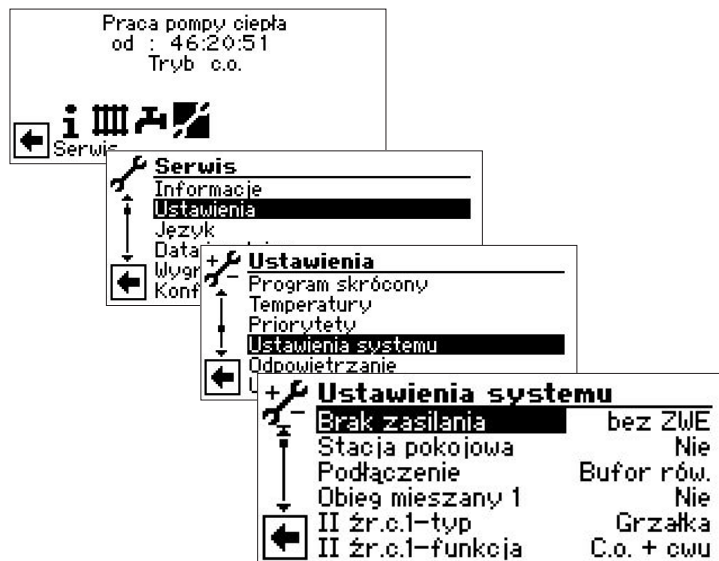 Praca pompy ciepła
od : 46:20:51
Tryb c.o.
Serwis
Serwis
Informacje
Ustawienia
Język
Data
Ustawienia
Program skrócony
Temperatury
Priorytety
Ustawienia systemu
Odpowietrzanie
Ustawienia systemu
Brak zasilania bez ZWE
Stacja pokojowa Nie
Podłączenie Bufor rów.
Obieg mieszany 1 Nie
II źr.c.1-typ Grzałka
II źr.c.1-funkcja C.o. + cwu